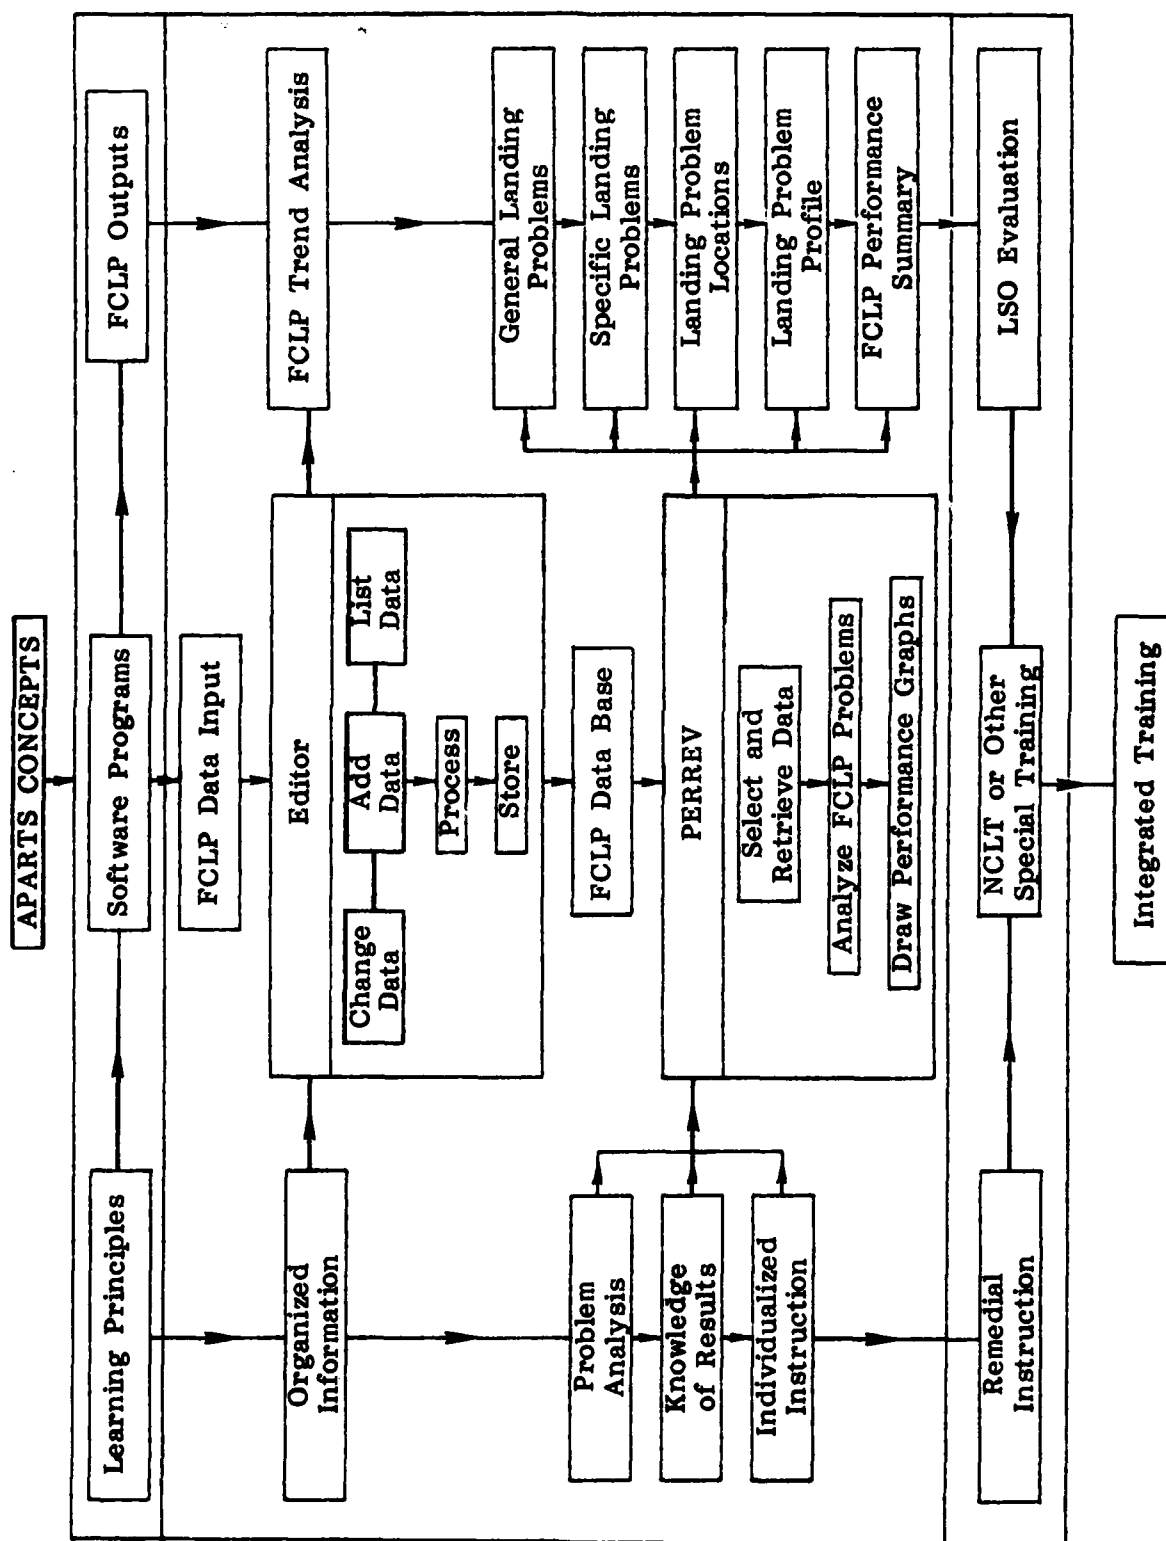 APARTS CONCEPTS
Learning Principles
Software Programs
FCLP Outputs
FCLP Data Input
Organized
Information
Editor
FCLP Trend Analysis
Change
Data
Add
Data
List
Data
Process
Store
FCLP Data Base
General Landing
Problems
Specific Landing
Problems
Landing Problem
Locations
Landing Problem
Profile
FCLP Performance
Summary
Problem
Analysis
Knowledge
of Results
Individualized
Instruction
PERREV
Select and
Retrieve Data
Analyze FCLP Problems
Draw Performance Graphs
Remedial
Instruction
NCLT or Other
Special Training
LSO Evaluation
Integrated Training